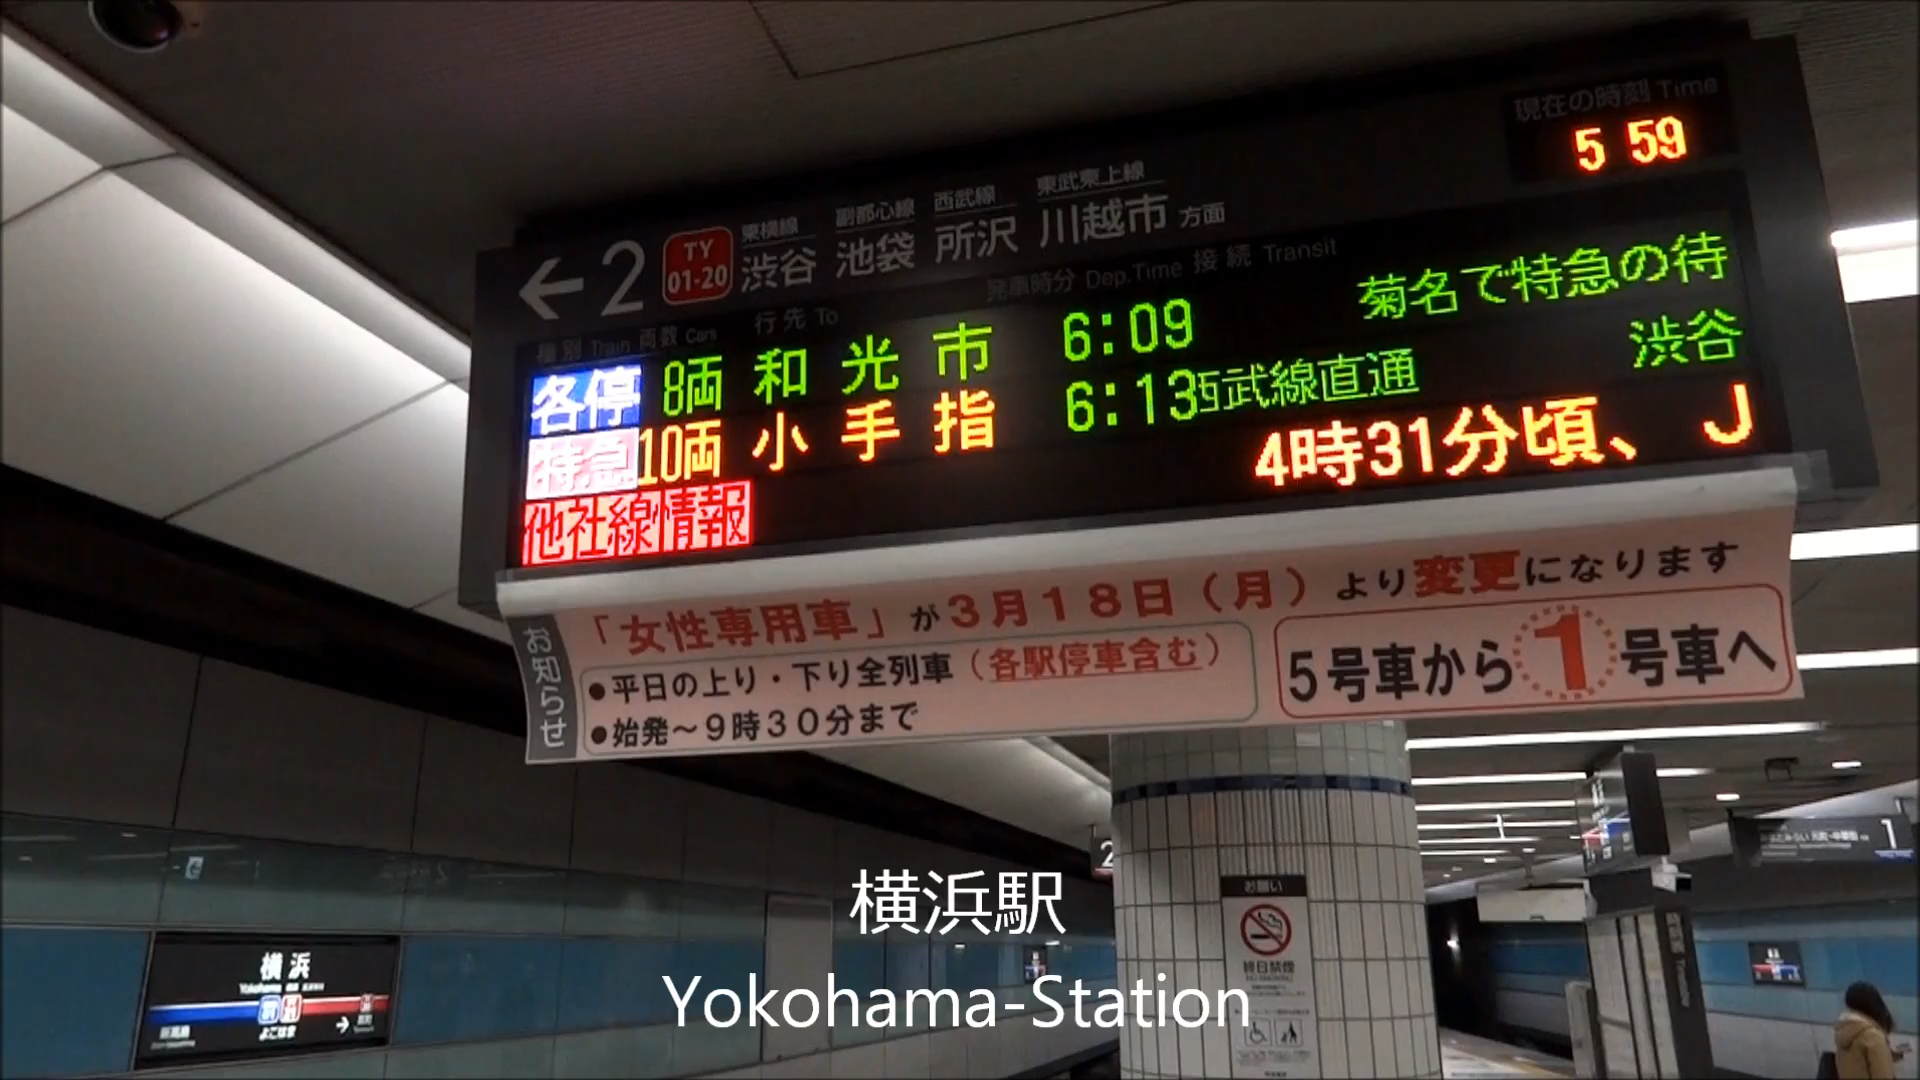 現在の時刻 Time
5 59
東横線 副都心線 西武線 東武東上線
← 2 TY 01-20 渋谷 池袋 所沢 川越市 方面
種別 Train 両数 Cars 行先 To 発車時分 Dep.Time 接続 Transit
各停 8両 和光市 6:09 菊名で特急の待
特急 10両 小手指 6:13 西武線直通 渋谷
他社線情報 4時31分頃、J
お知らせ
「女性専用車」が3月18日（月）より変更になります
●平日の上り・下り全列車（各駅停車含む）
●始発～9時30分まで
5号車から1号車へ
2
1
お願い
終日禁煙
NO SMOKING
横浜
Yokohama
よこはま
横浜駅
Yokohama-Station